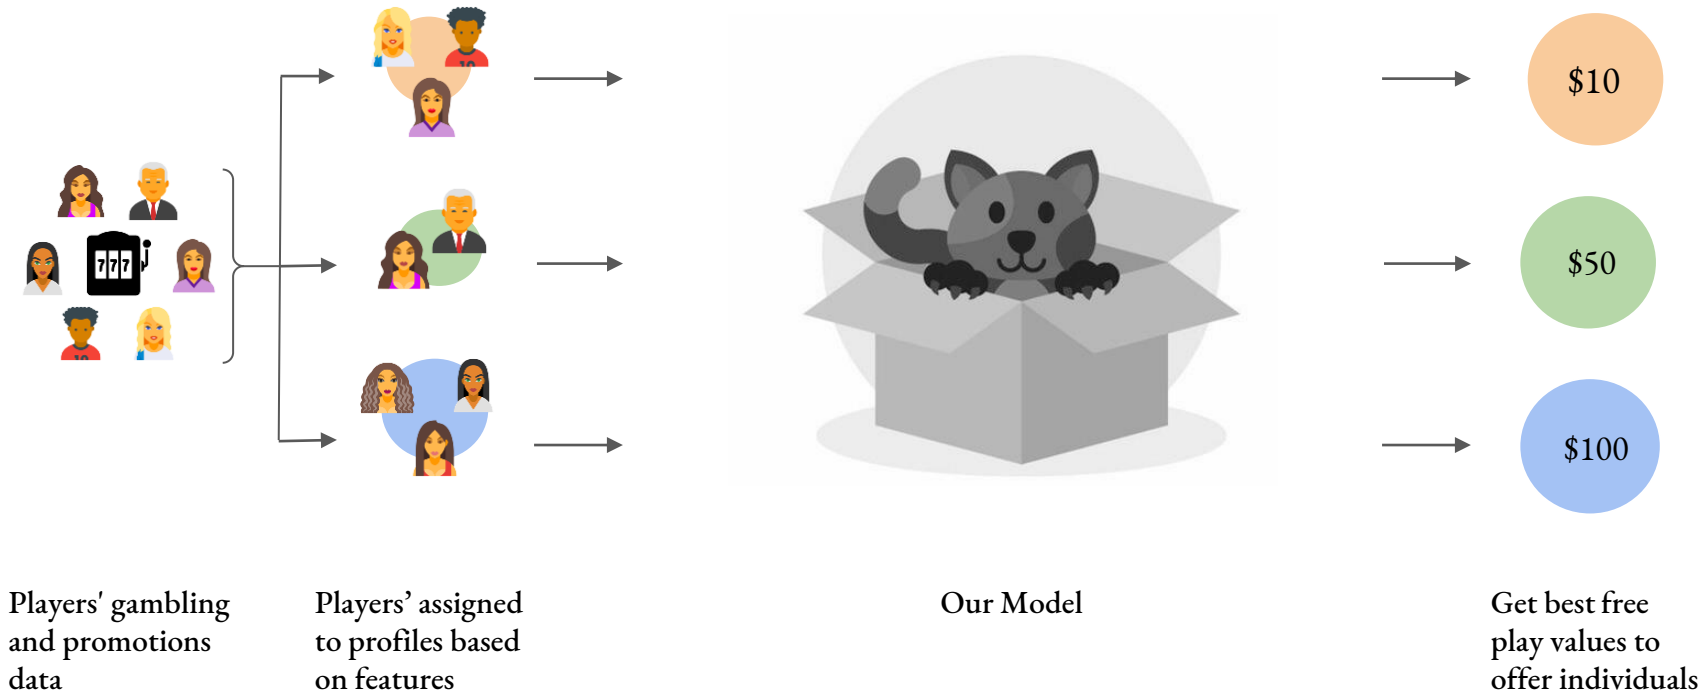 $10
777
$50
$100
Players' gambling
and promotions
data
Players’ assigned
to profiles based
on features
Our Model
Get best free
play values to
offer individuals